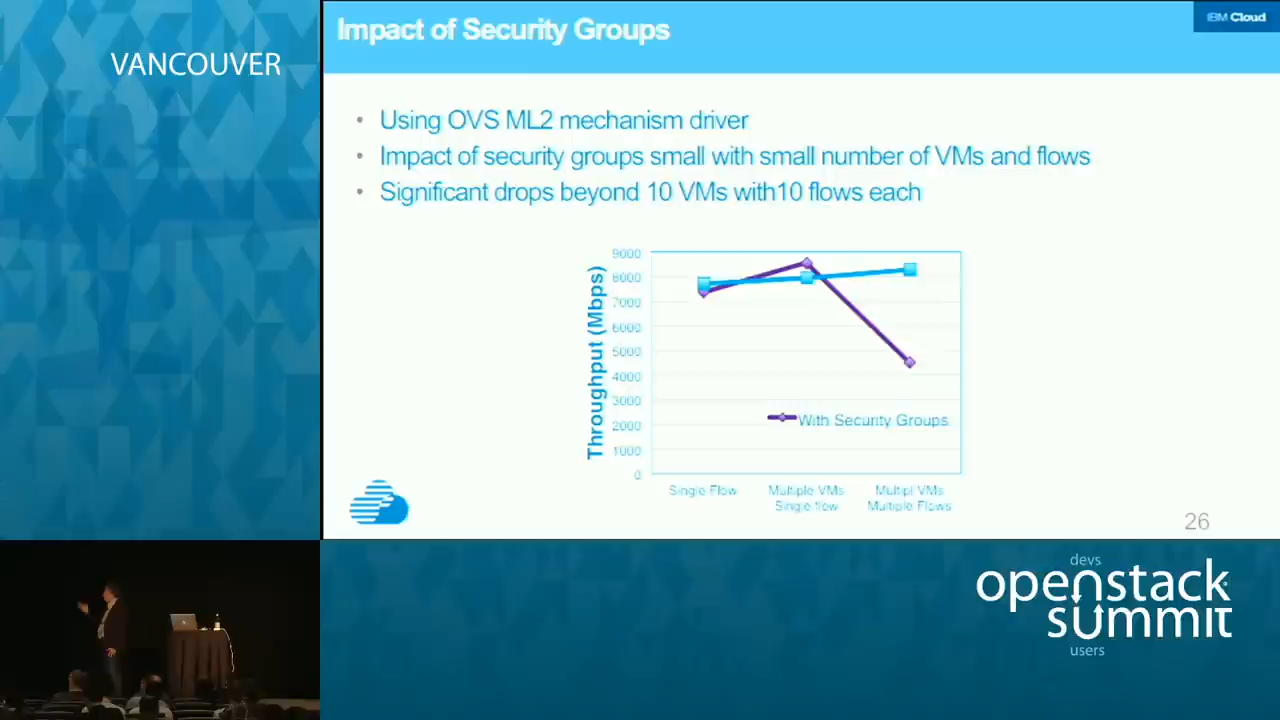 VANCOUVER
Impact of Security Groups
IBM Cloud
• Using OVS ML2 mechanism driver
• Impact of security groups small with small number of VMs and flows
• Significant drops beyond 10 VMs with10 flows each
Throughput (Mbps)
9000
8000
7000
6000
5000
4000
3000
2000
1000
0
With Security Groups
Single Flow
Multiple VMs
Single flow
Multipl VMs
Multiple Flows
26
devs
openstack
summit
users